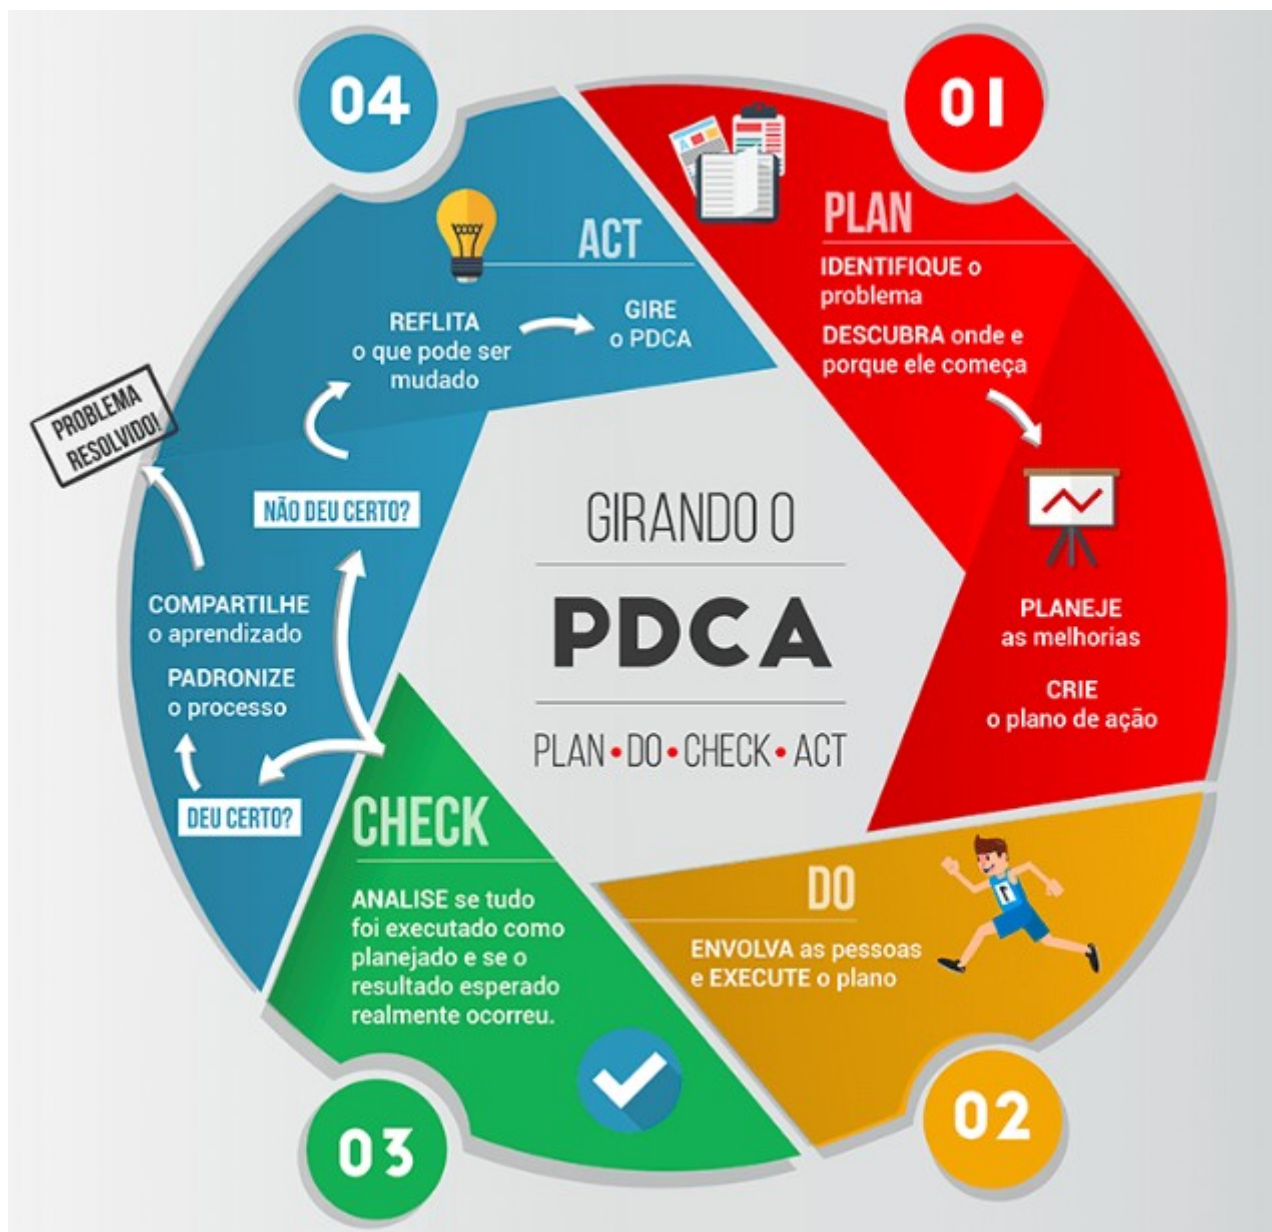 01
PLAN
IDENTIFIQUE o
problema
DESCUBRA onde e
porque ele começa
PLANEJE
as melhorias
CRIE
o plano de ação
02
DO
ENVOLVA as pessoas
e EXECUTE o plano
03
CHECK
ANALISE se tudo
foi executado como
planejado e se o
resultado esperado
realmente ocorreu.
04
ACT
DEU CERTO?
PADRONIZE
o processo
COMPARTILHE
o aprendizado
PROBLEMA
RESOLVIDO!
NÃO DEU CERTO?
REFLITA
o que pode ser
mudado
GIRE
o PDCA
GIRANDO O
PDCA
PLAN • DO • CHECK • ACT